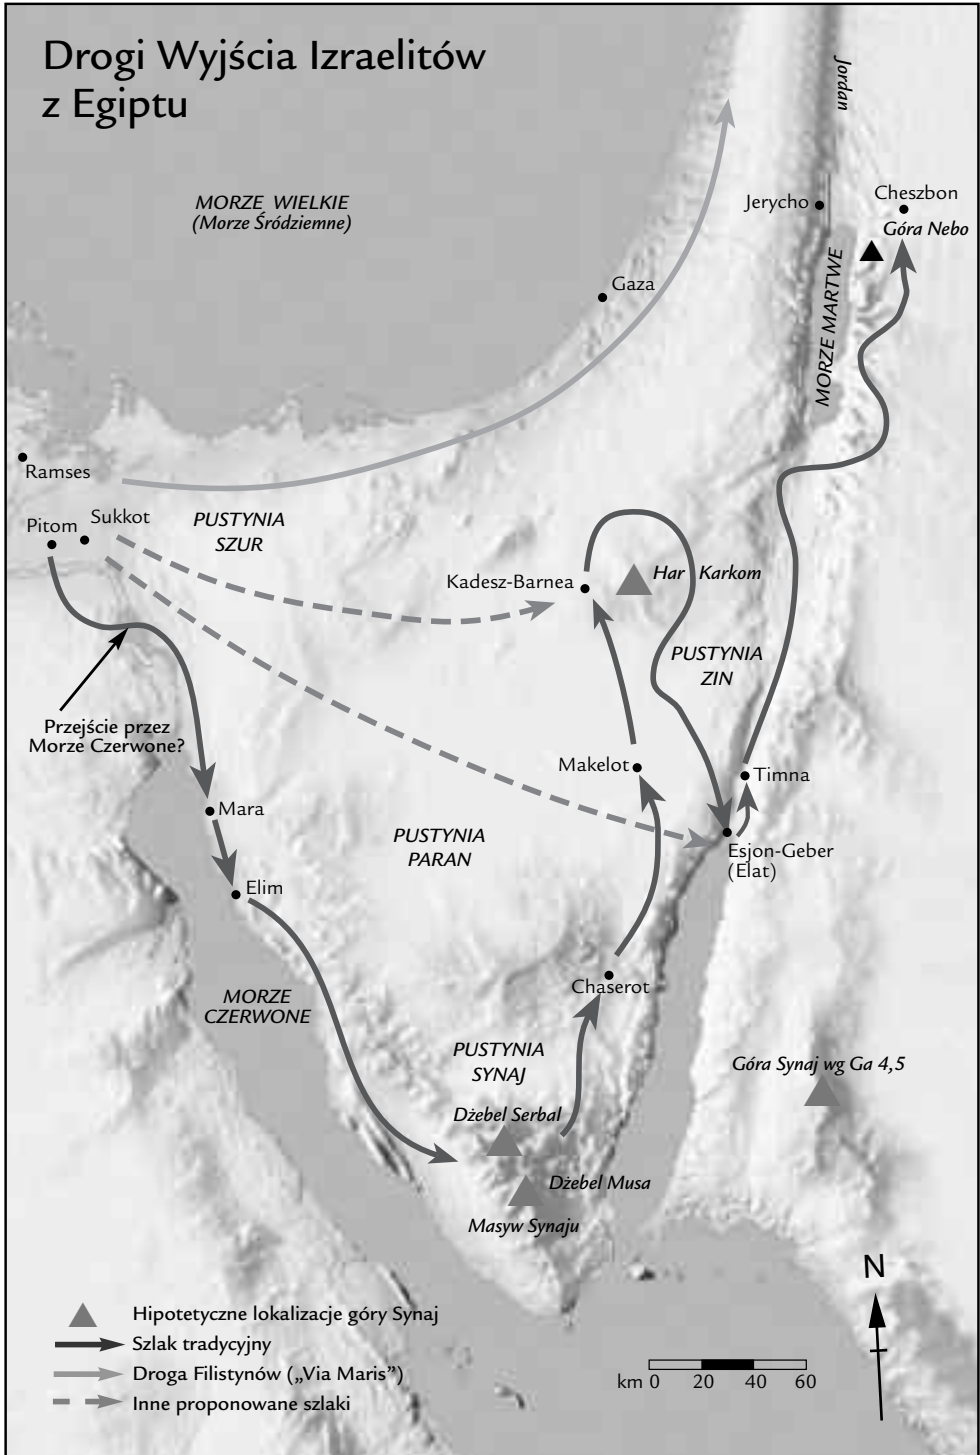 Drogi Wyjścia Izraelitów
z Egiptu
Jordan
MORZE WIELKIE
(Morze Śródziemne)
Jerycho
Cheszbon
Góra Nebo
MORZE MARTWE
Gaza
Ramses
Pitom
Sukkot
PUSTYNIA
SZUR
Kadesz-Barnea
Har Karkom
PUSTYNIA
ZIN
Przejście przez
Morze Czerwone?
Makelot
Timna
Mara
PUSTYNIA
PARAN
Esjon-Geber
(Elat)
Elim
Chaserot
MORZE
CZERWONE
PUSTYNIA
SYNAJ
Góra Synaj wg Ga 4,5
Dżebel Serbal
Dżebel Musa
Masyw Synaju
N
Hipotetyczne lokalizacje góry Synaj
Szlak tradycyjny
Droga Filistynów („Via Maris”)
Inne proponowane szlaki
km 0 20 40 60